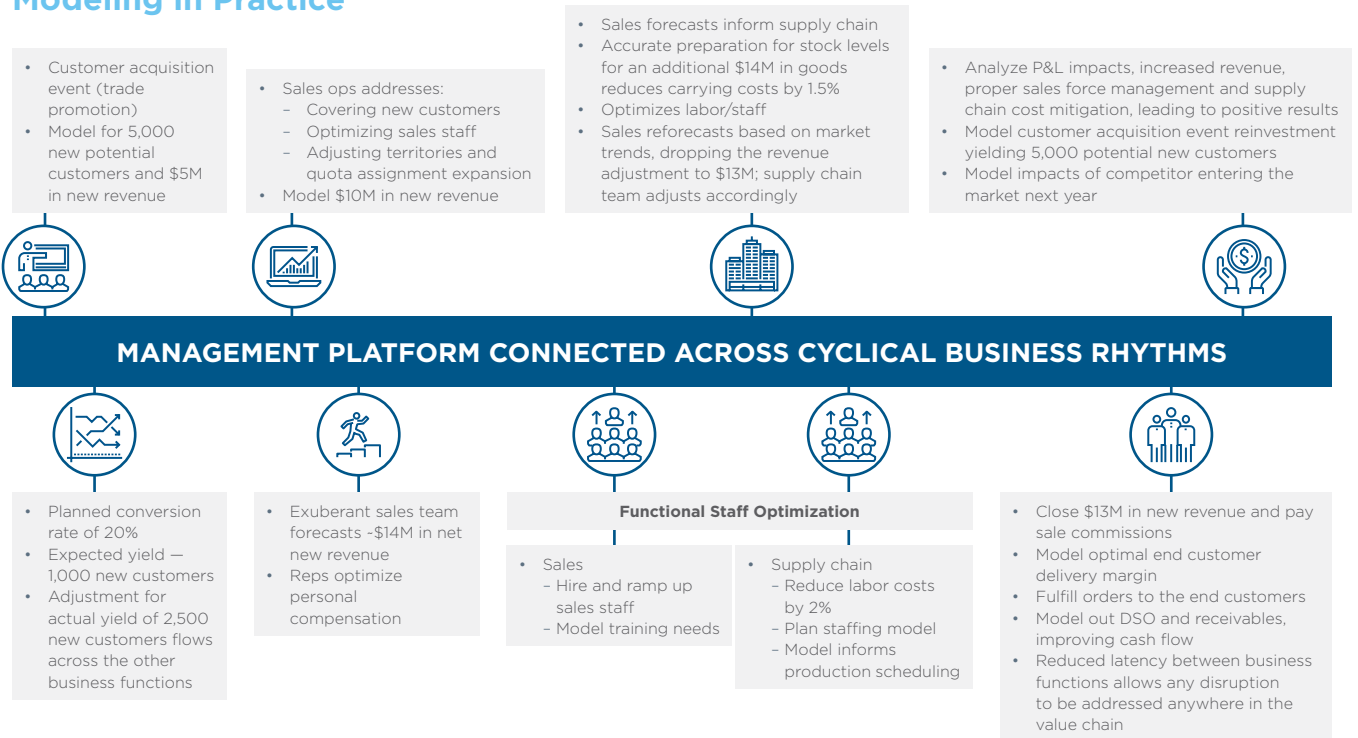 Modeling in Practice
• Customer acquisition
event (trade
promotion)
• Model for 5,000
new potential
customers and $5M
in new revenue
• Sales ops addresses:
– Covering new customers
– Optimizing sales staff
– Adjusting territories and
quota assignment expansion
• Model $10M in new revenue
• Sales forecasts inform supply chain
• Accurate preparation for stock levels
for an additional $14M in goods
reduces carrying costs by 1.5%
• Optimizes labor/staff
• Sales reforecasts based on market
trends, dropping the revenue
adjustment to $13M; supply chain
team adjusts accordingly
• Analyze P&L impacts, increased revenue,
proper sales force management and supply
chain cost mitigation, leading to positive results
• Model customer acquisition event reinvestment
yielding 5,000 potential new customers
• Model impacts of competitor entering the
market next year
MANAGEMENT PLATFORM CONNECTED ACROSS CYCLICAL BUSINESS RHYTHMS
• Planned conversion
rate of 20%
• Expected yield —
1,000 new customers
• Adjustment for
actual yield of 2,500
new customers flows
across the other
business functions
• Exuberant sales team
forecasts ~$14M in net
new revenue
• Reps optimize
personal
compensation
Functional Staff Optimization
• Sales
– Hire and ramp up
sales staff
– Model training needs
• Supply chain
– Reduce labor costs
by 2%
– Plan staffing model
– Model informs
production scheduling
• Close $13M in new revenue and pay
sale commissions
• Model optimal end customer
delivery margin
• Fulfill orders to the end customers
• Model out DSO and receivables,
improving cash flow
• Reduced latency between business
functions allows any disruption
to be addressed anywhere in the
value chain